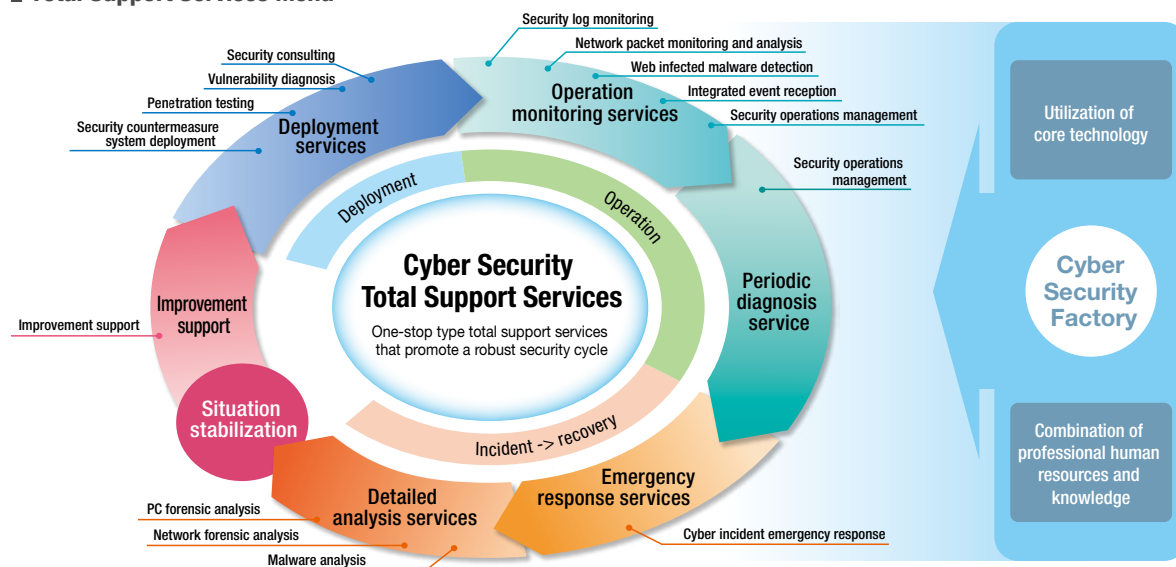 Total Support Services Menu
Security log monitoring
Network packet monitoring and analysis
Web infected malware detection
Integrated event reception
Security operations management
Security consulting
Vulnerability diagnosis
Penetration testing
Security countermeasure
system deployment
Deployment
services
Operation
monitoring services
Security operations
management
Deployment
Operation
Cyber Security
Total Support Services
One-stop type total support services
that promote a robust security cycle
Periodic
diagnosis
service
Improvement
support
Improvement support
Situation
stabilization
Incident -> recovery
Emergency
response services
Detailed
analysis services
PC forensic analysis
Network forensic analysis
Malware analysis
Cyber incident emergency response
Utilization of
core technology
Cyber
Security
Factory
Combination of
professional human
resources and
knowledge